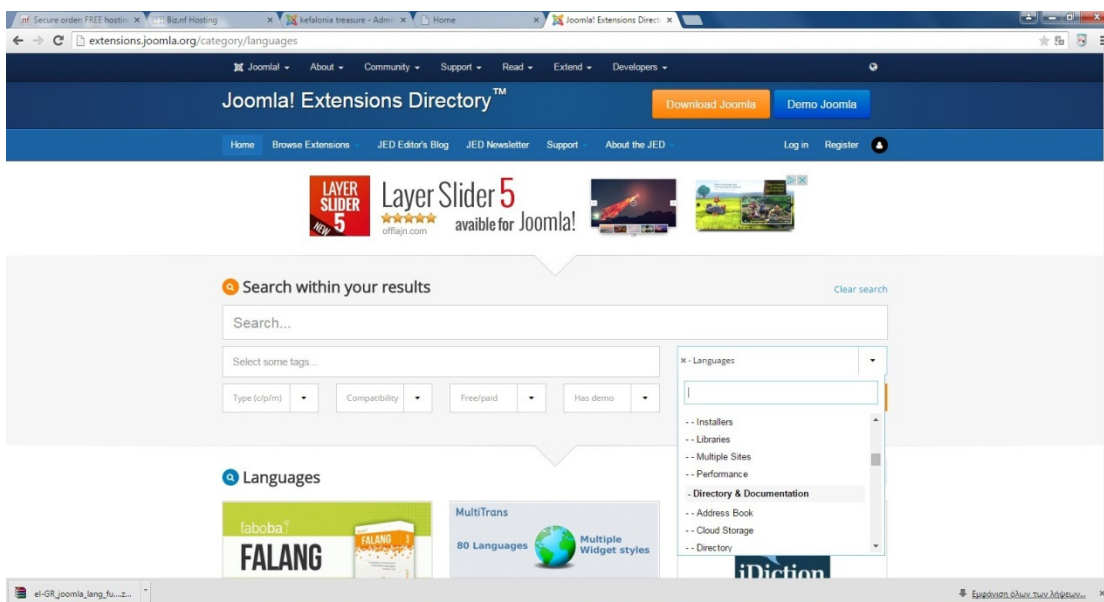 Secure order: FREE hostin
Biz.nf Hosting
kefalonia treasure - Admi
Home
Joomla! Extensions Direct
extensions.joomla.org/category/languages
Joomla! About Community Support Read Extend Developers
Joomla! Extensions Directory™
Download Joomla Demo Joomla
Home Browse Extensions JED Editor's Blog JED Newsletter Support About the JED Log in Register
LAYER
SLIDER
5
NEW
Layer Slider 5
offlajn.com
avaible for Joomla!
Search within your results
Clear search
Search...
Select some tags...
× - Languages
Type (c/p/m) Compatibility Free/paid Has demo
- - Installers
- - Libraries
- - Multiple Sites
- - Performance
- Directory & Documentation
- - Address Book
- - Cloud Storage
- - Directory
Languages
faboba
FALANG
FALANG
MultiTrans
80 Languages
Multiple
Widget styles
iDiction
el-GR_joomla_lang_fu....z...
Εμφάνιση όλων των λήψεων...